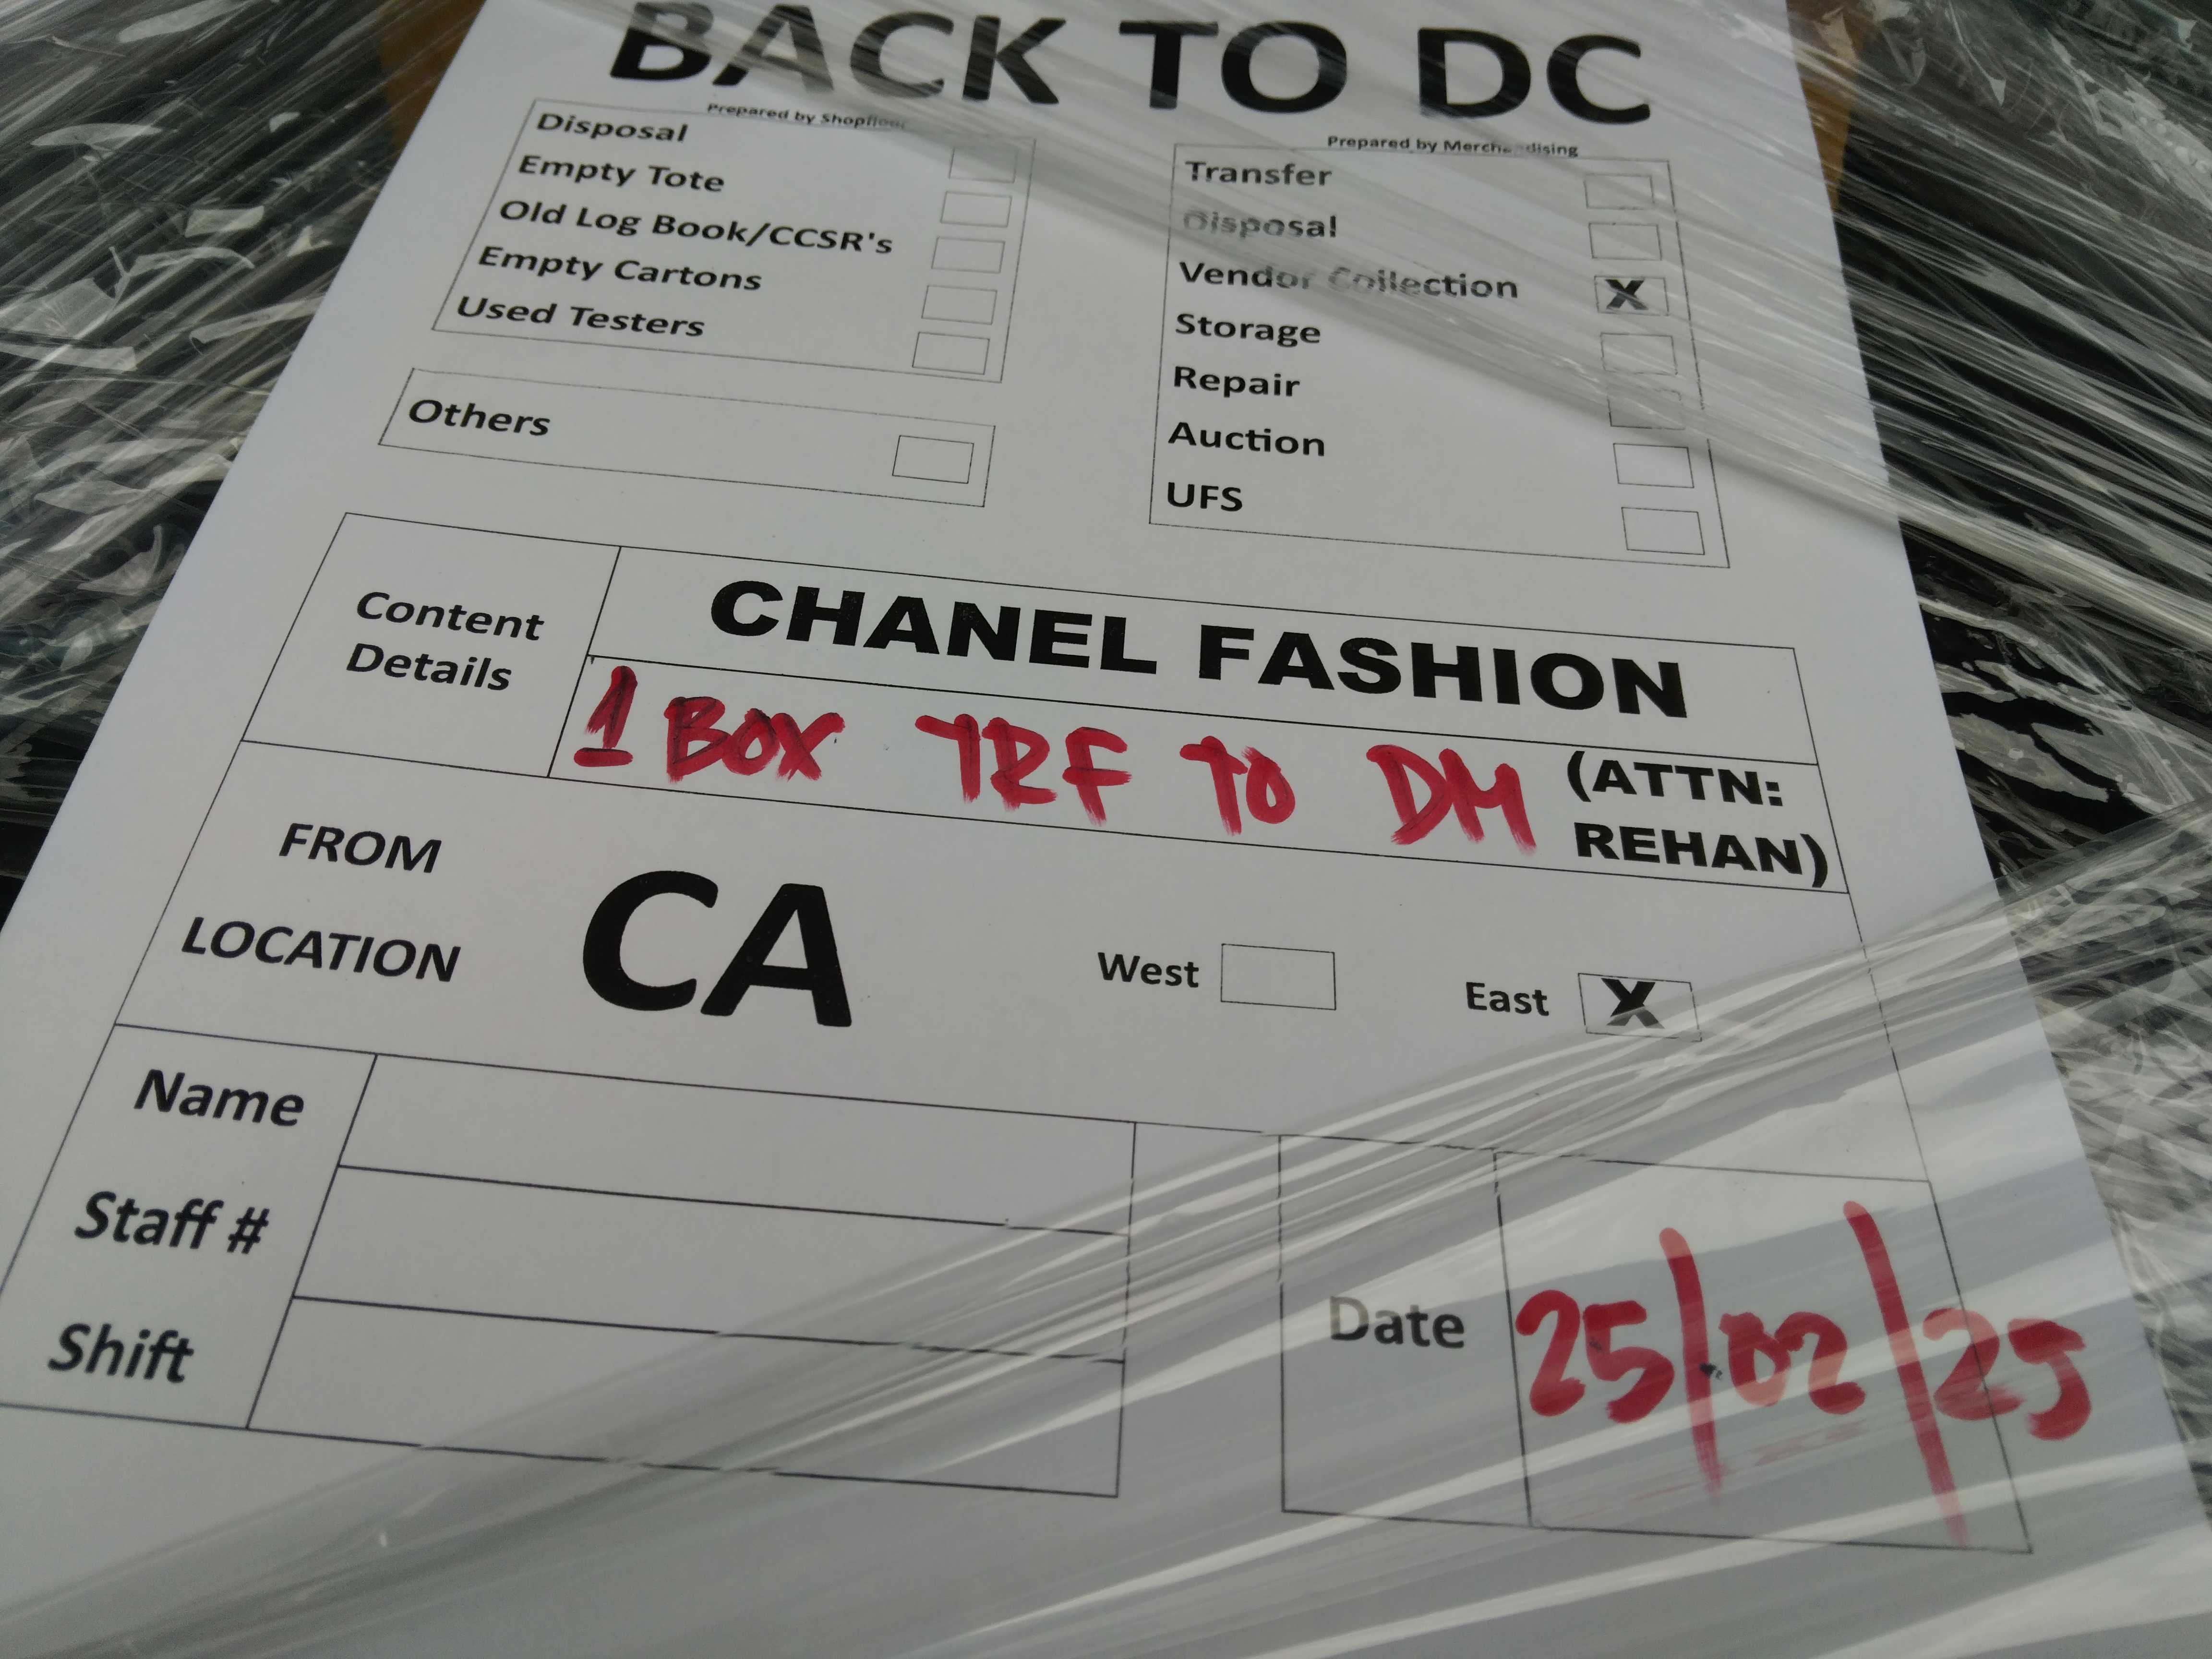 BACK TO DC
Prepared by Shopfloor
Disposal
Empty Tote
Old Log Book/CCSR's
Empty Cartons
Used Testers
Others
Prepared by Merchandising
Transfer
Disposal
Vendor Collection X
Storage
Repair
Auction
UFS
Content
Details
CHANEL FASHION
1 BOX TRF TO DM (ATTN:
REHAN)
FROM
LOCATION
CA
West
East X
Name
Staff #
Shift
Date 25/02/25